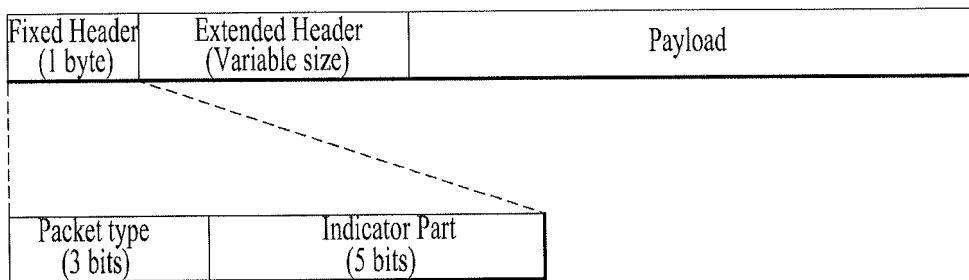 Fixed Header
(1 byte)
Extended Header
(Variable size)
Payload
Packet type
(3 bits)
Indicator Part
(5 bits)